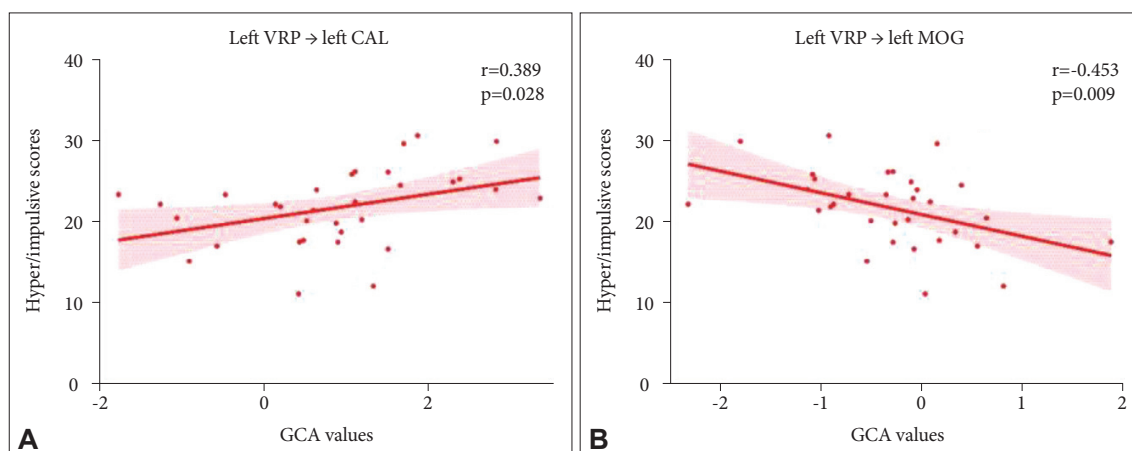 Left VRP → left CAL
r=0.389
p=0.028
Hyper/impulsive scores
40
30
20
10
0
-2
0
2
GCA values
A
Left VRP → left MOG
r=-0.453
p=0.009
Hyper/impulsive scores
40
30
20
10
0
-2
-1
0
1
2
GCA values
B